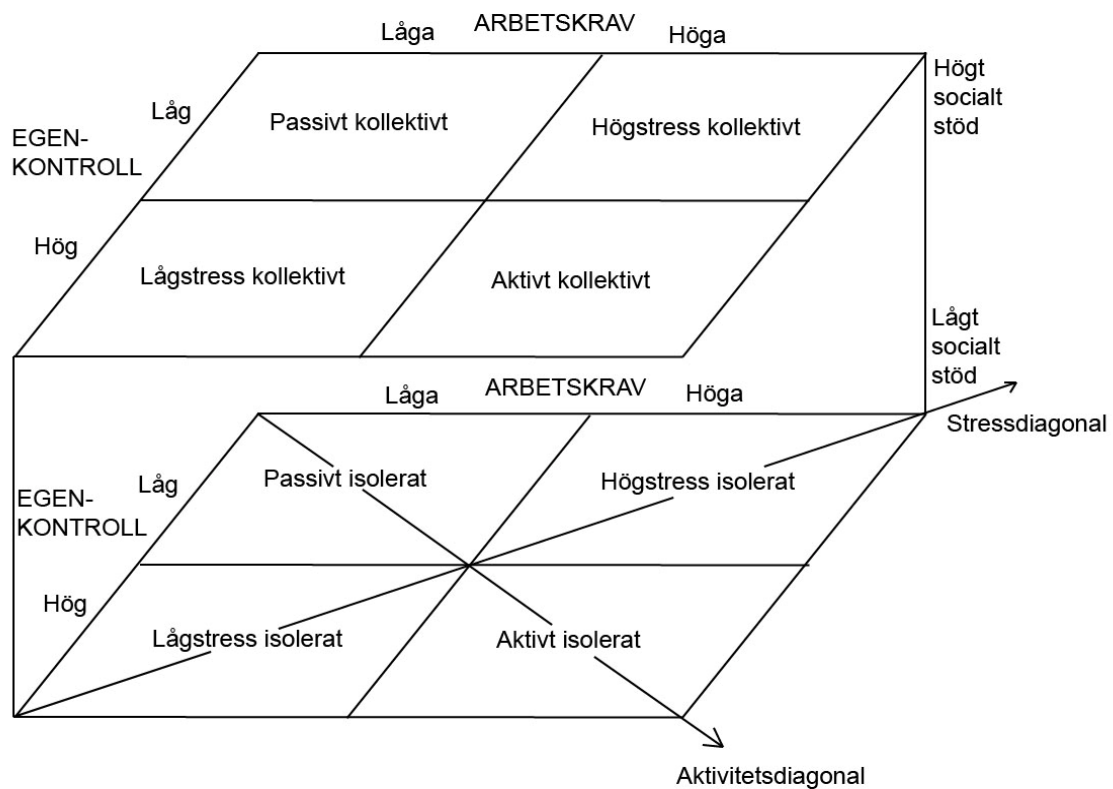 Låga ARBETSKRAV Höga
Högt
socialt
stöd
Låg
EGEN-
KONTROLL
Hög
Passivt kollektivt
Högstress kollektivt
Lågstress kollektivt
Aktivt kollektivt
Lågt
socialt
stöd
Låga ARBETSKRAV Höga
Stressdiagonal
Låg
EGEN-
KONTROLL
Hög
Passivt isolerat
Högstress isolerat
Lågstress isolerat
Aktivt isolerat
Aktivitetsdiagonal